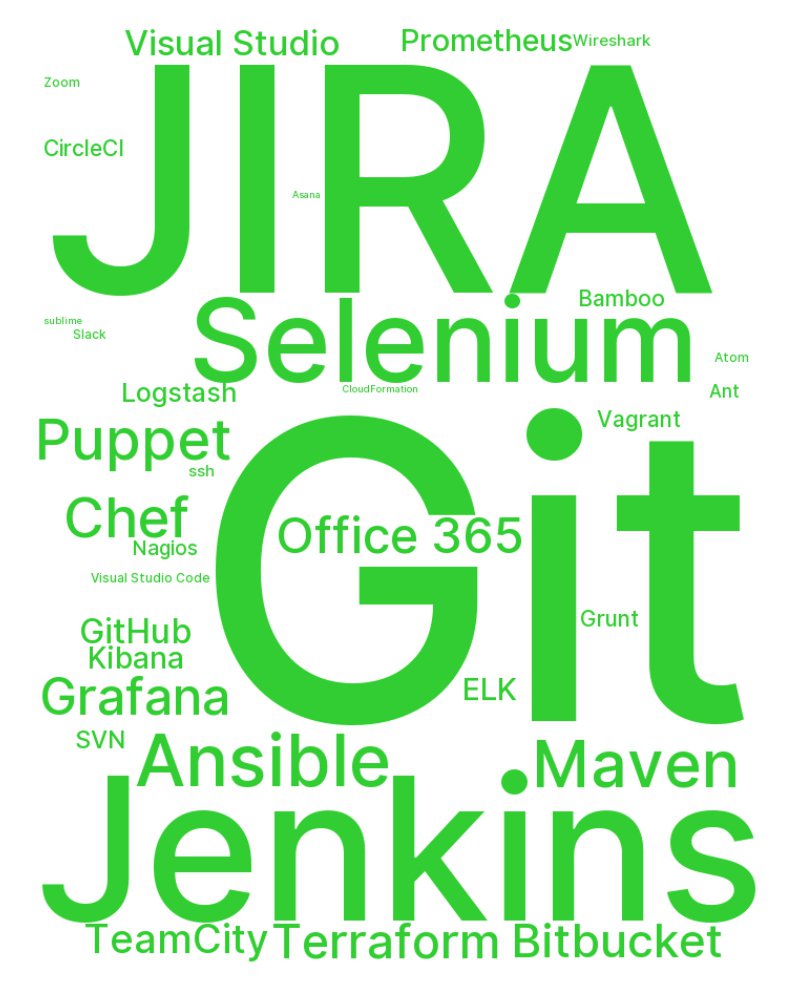 Visual Studio
Prometheus
Wireshark
Zoom
JIRA
CircleCI
Asana
Bamboo
Selenium
sublime
Slack
Atom
CloudFormation
Logstash
Ant
Vagrant
Puppet
ssh
Git
Chef
Office 365
Nagios
Visual Studio Code
Grunt
GitHub
Kibana
Grafana
ELK
SVN
Ansible
Maven
Jenkins
TeamCity
Terraform
Bitbucket